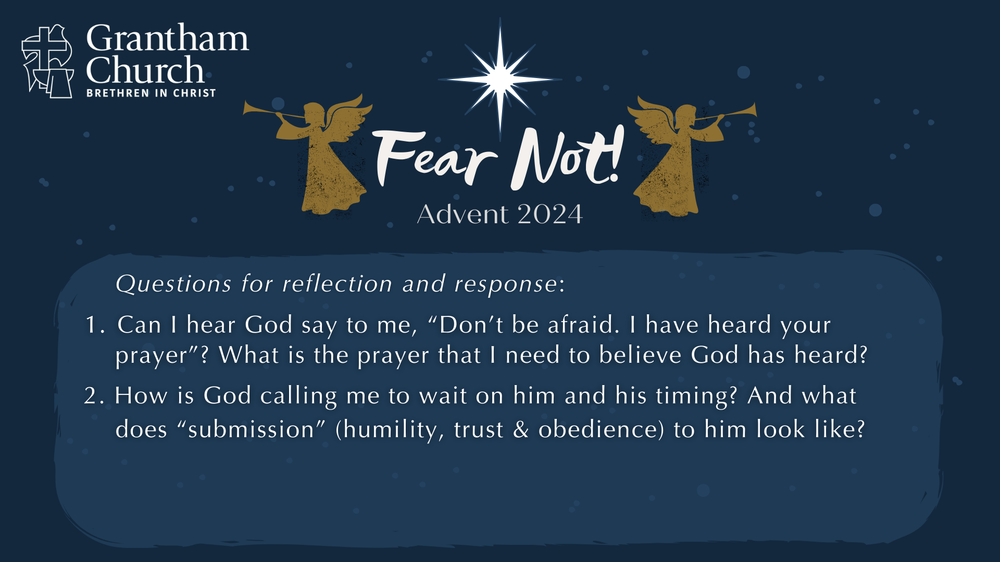 Grantham
Church
BRETHREN IN CHRIST
Fear Not!
Advent 2024
Questions for reflection and response:
1. Can I hear God say to me, “Don’t be afraid. I have heard your
prayer”? What is the prayer that I need to believe God has heard?
2. How is God calling me to wait on him and his timing? And what
does “submission” (humility, trust & obedience) to him look like?